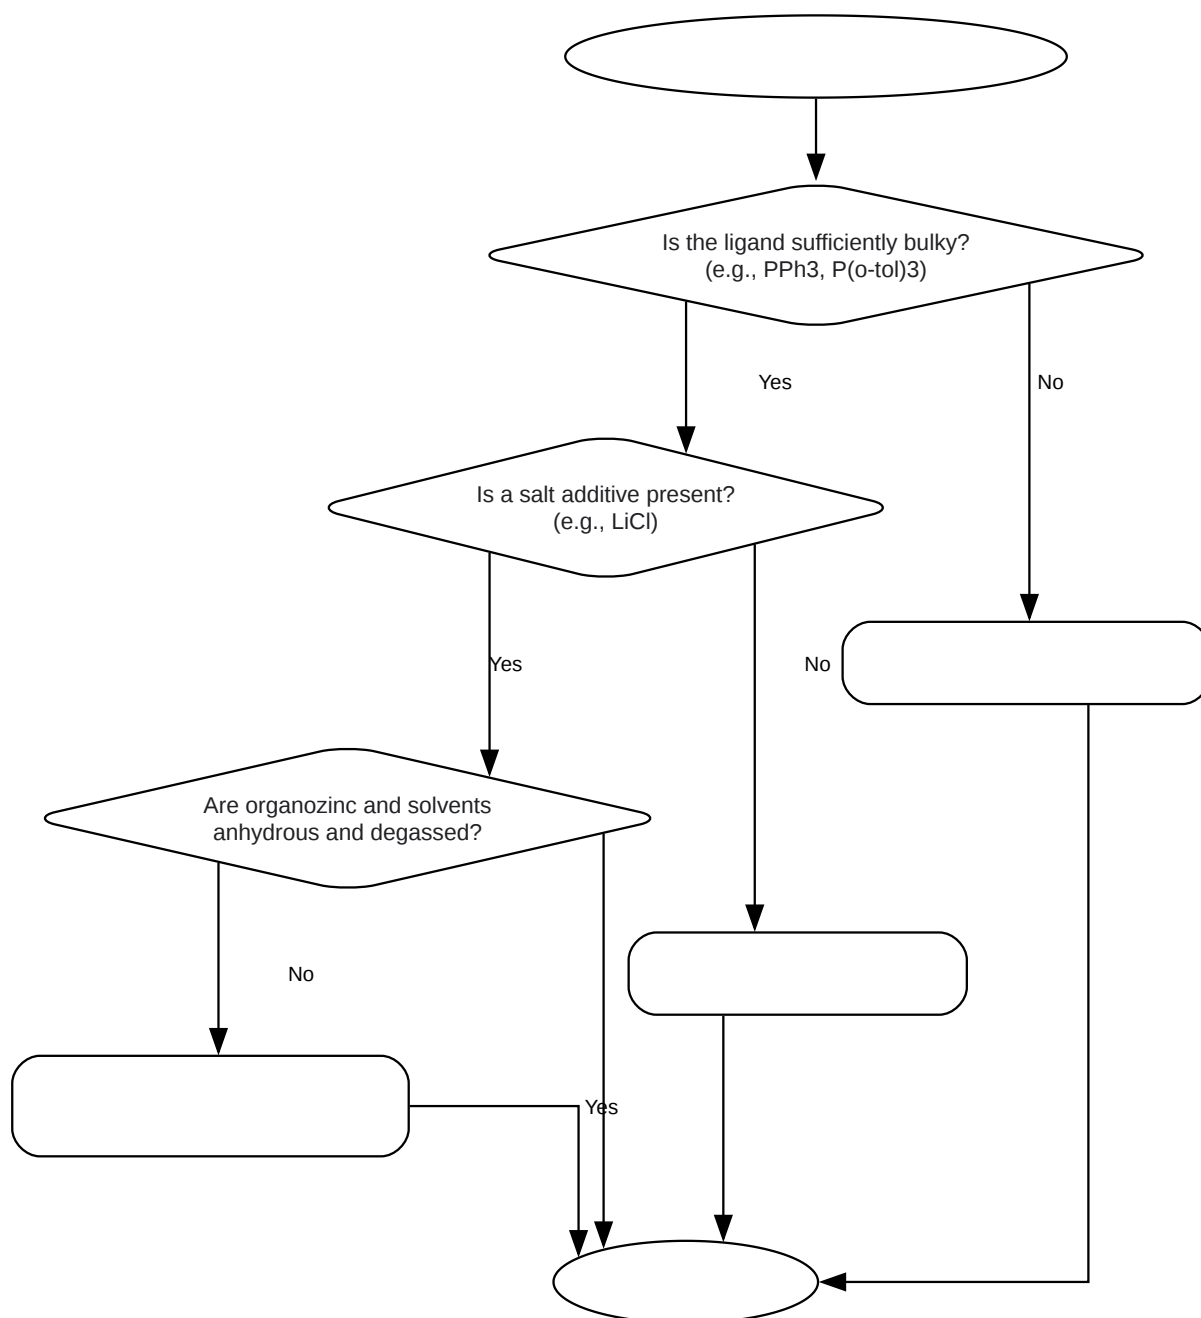 Is the ligand sufficiently bulky?
(e.g., PPh3, P(o-tol)3)
Yes
No
Is a salt additive present?
(e.g., LiCl)
Yes
No
Are organozinc and solvents
anhydrous and degassed?
No
Yes